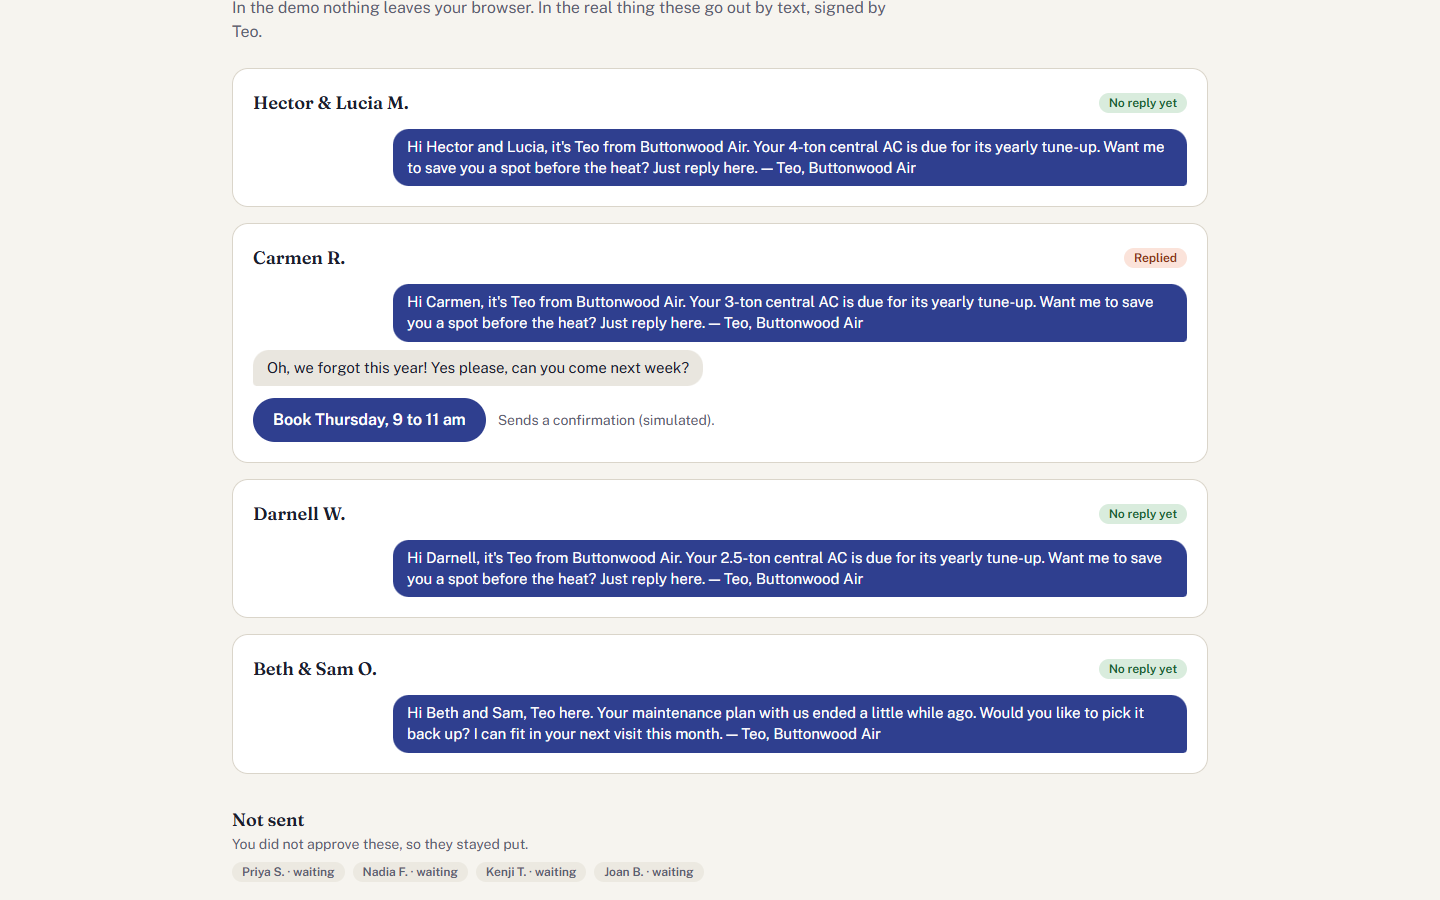 In the demo nothing leaves your browser. In the real thing these go out by text, signed by
Teo.
Hector & Lucia M.
No reply yet
Hi Hector and Lucia, it's Teo from Buttonwood Air. Your 4-ton central AC is due for its yearly tune-up. Want me
to save you a spot before the heat? Just reply here. — Teo, Buttonwood Air
Carmen R.
Replied
Hi Carmen, it's Teo from Buttonwood Air. Your 3-ton central AC is due for its yearly tune-up. Want me to save
you a spot before the heat? Just reply here. — Teo, Buttonwood Air
Oh, we forgot this year! Yes please, can you come next week?
Book Thursday, 9 to 11 am
Sends a confirmation (simulated).
Darnell W.
No reply yet
Hi Darnell, it's Teo from Buttonwood Air. Your 2.5-ton central AC is due for its yearly tune-up. Want me to save
you a spot before the heat? Just reply here. — Teo, Buttonwood Air
Beth & Sam O.
No reply yet
Hi Beth and Sam, Teo here. Your maintenance plan with us ended a little while ago. Would you like to pick it
back up? I can fit in your next visit this month. — Teo, Buttonwood Air
Not sent
You did not approve these, so they stayed put.
Priya S. · waiting
Nadia F. · waiting
Kenji T. · waiting
Joan B. · waiting